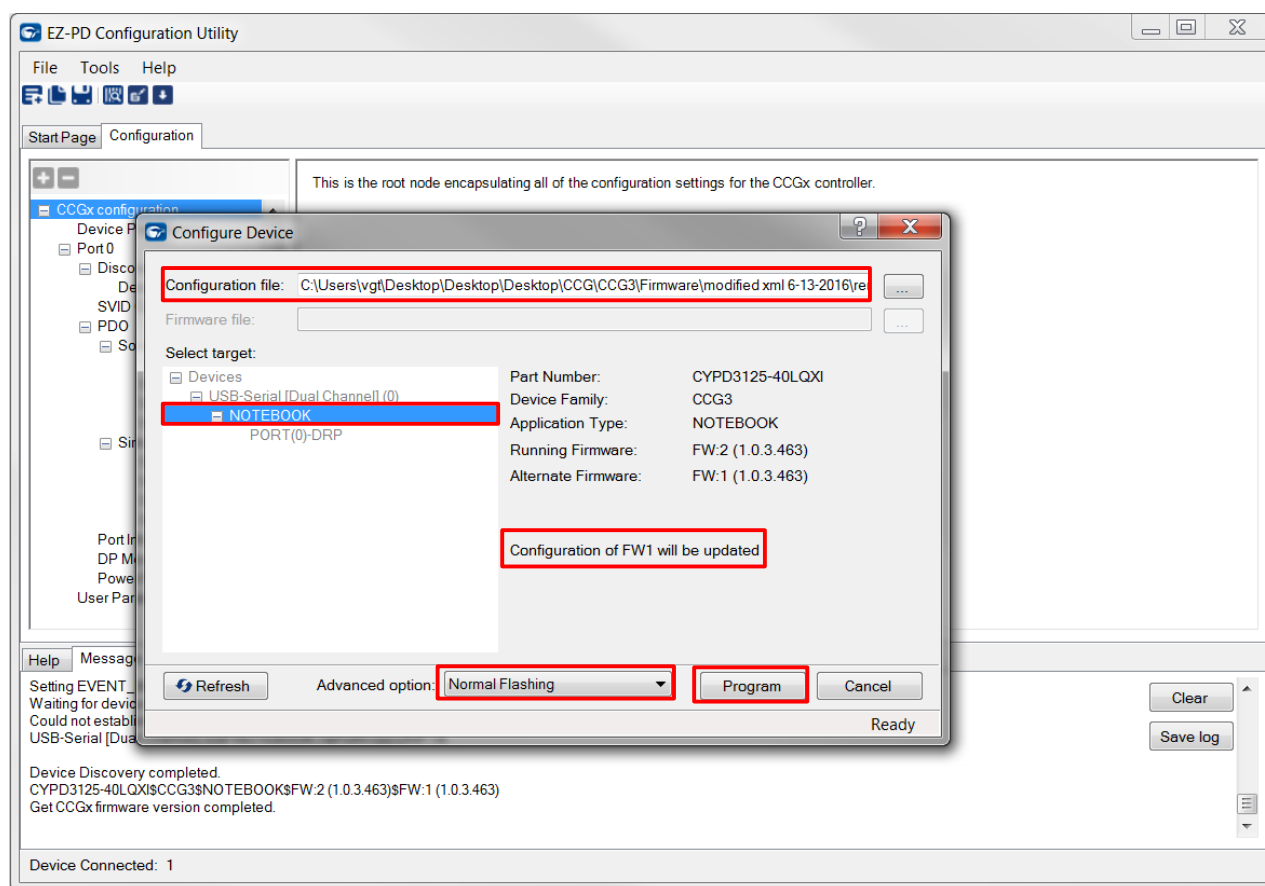 EZ-PD Configuration Utility
File Tools Help
Start Page Configuration
This is the root node encapsulating all of the configuration settings for the CCGx controller.
CCGx configuration
Device P
Port 0
Disco
De
SVID
PDO
So
Sin
Port In
DP M
Powe
User Par
Configure Device
Configuration file: C:\Users\vgt\Desktop\Desktop\Desktop\CCG\CCG3\Firmware\modified xml 6-13-2016\re
...
Firmware file:
...
Select target:
Devices
USB-Serial [Dual Channel] (0)
NOTEBOOK
PORT(0)-DRP
Part Number: CYPD3125-40LQXI
Device Family: CCG3
Application Type: NOTEBOOK
Running Firmware: FW:2 (1.0.3.463)
Alternate Firmware: FW:1 (1.0.3.463)
Configuration of FW1 will be updated
Refresh Advanced option: Normal Flashing Program Cancel
Ready
Help Messag
Setting EVENT_
Waiting for devic
Could not establi
USB-Serial [Dua
Device Discovery completed.
CYPD3125-40LQXI$CCG3$NOTEBOOK$FW:2 (1.0.3.463)$FW:1 (1.0.3.463)
Get CCGx firmware version completed.
Clear
Save log
Device Connected: 1